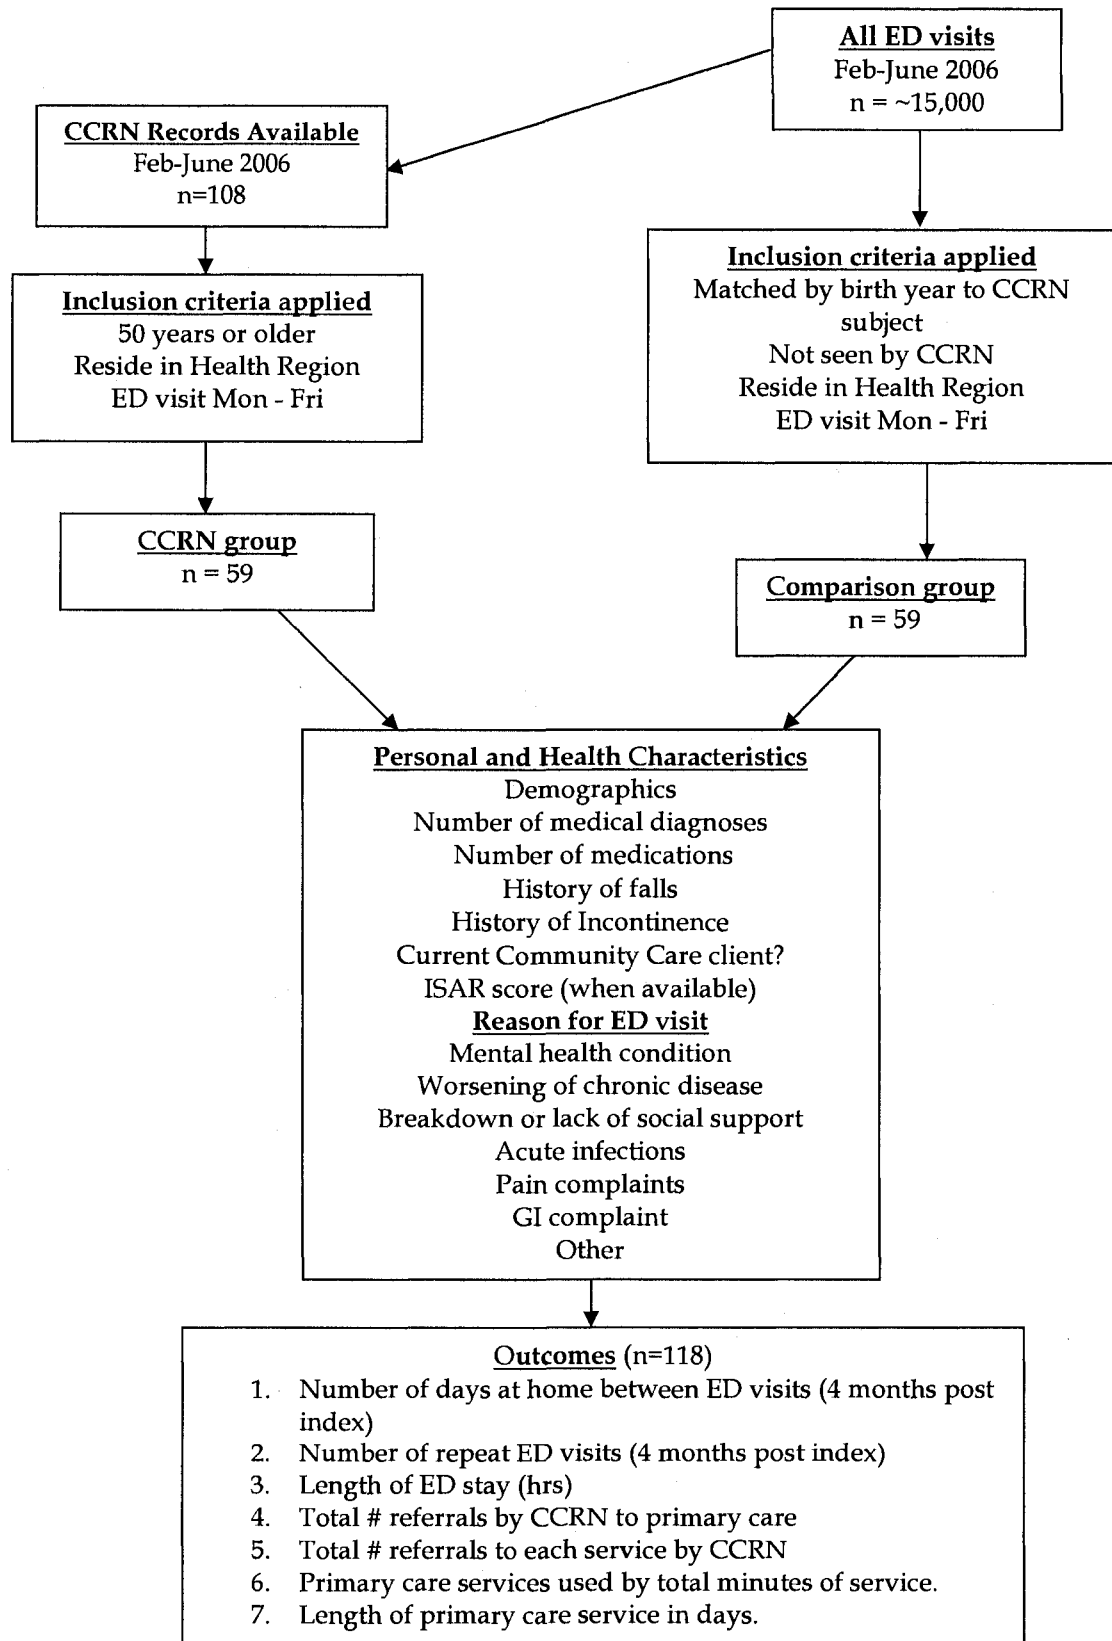 All ED visits
Feb-June 2006
n = ~15,000
CCRN Records Available
Feb-June 2006
n=108
Inclusion criteria applied
50 years or older
Reside in Health Region
ED visit Mon - Fri
Inclusion criteria applied
Matched by birth year to CCRN
subject
Not seen by CCRN
Reside in Health Region
ED visit Mon - Fri
CCRN group
n = 59
Comparison group
n = 59
Personal and Health Characteristics
Demographics
Number of medical diagnoses
Number of medications
History of falls
History of Incontinence
Current Community Care client?
ISAR score (when available)
Reason for ED visit
Mental health condition
Worsening of chronic disease
Breakdown or lack of social support
Acute infections
Pain complaints
GI complaint
Other
Outcomes (n=118)
1. Number of days at home between ED visits (4 months post
index)
2. Number of repeat ED visits (4 months post index)
3. Length of ED stay (hrs)
4. Total # referrals by CCRN to primary care
5. Total # referrals to each service by CCRN
6. Primary care services used by total minutes of service.
7. Length of primary care service in days.